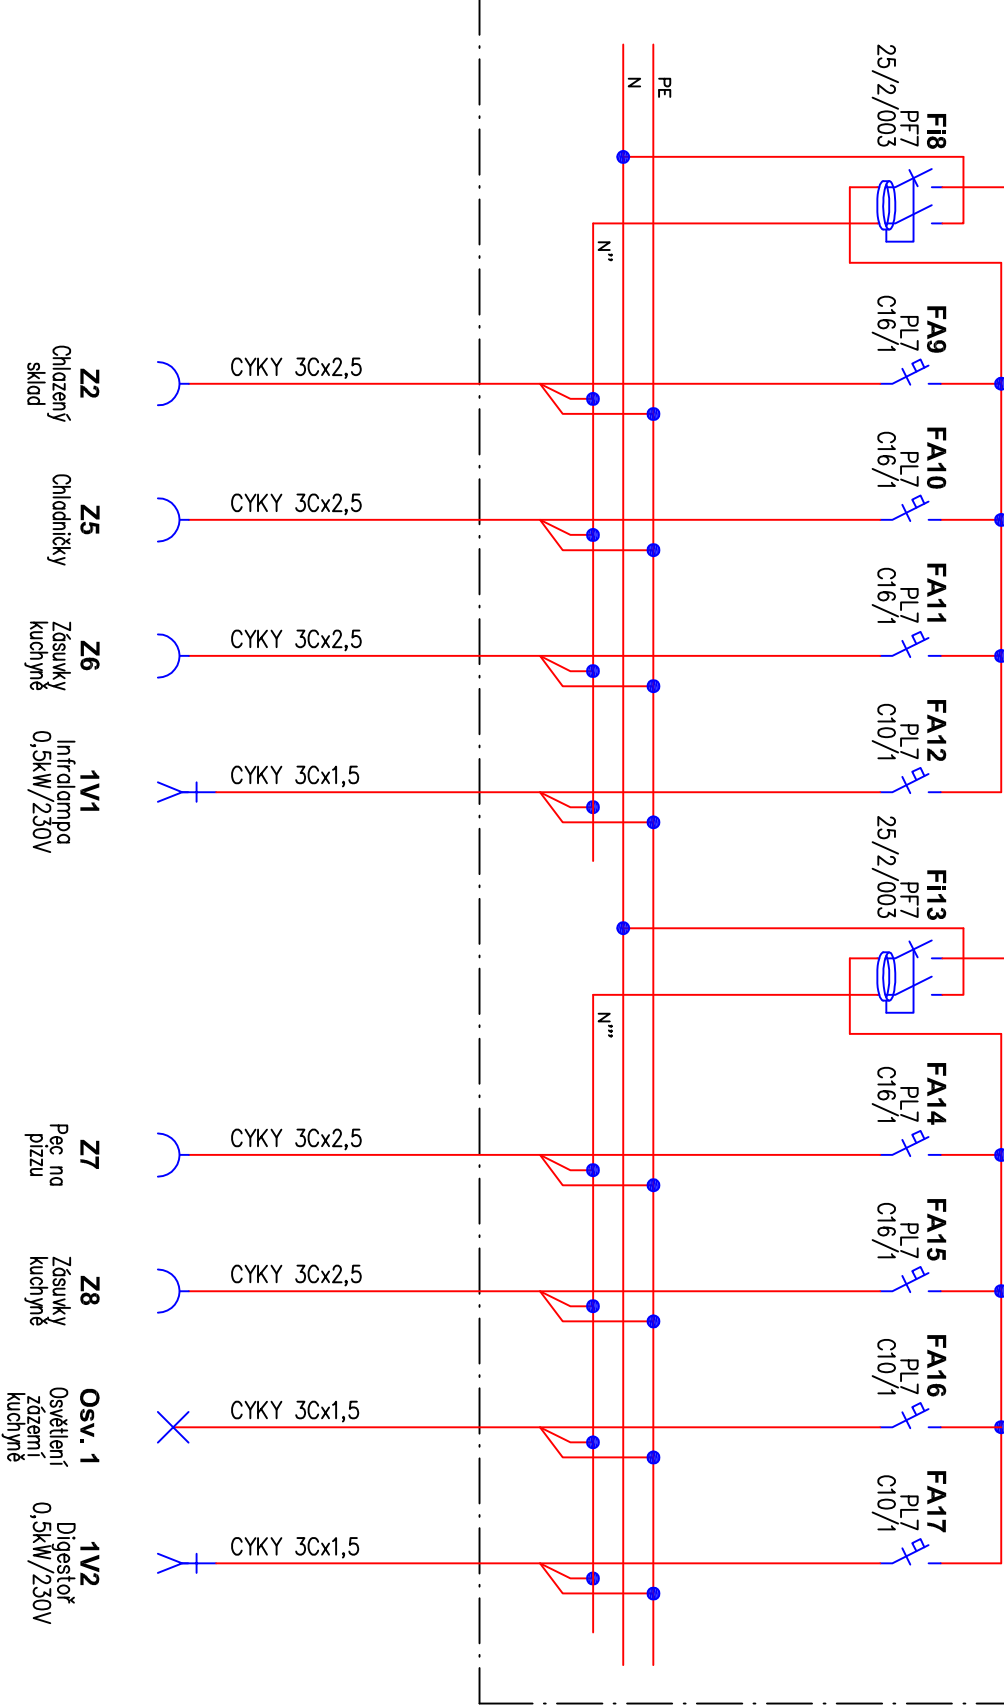 Fi8
PF7
25/2/003
FA9
PL7
C16/1
FA10
PL7
C16/1
FA11
PL7
C16/1
FA12
PL7
C10/1
Fi13
PF7
25/2/003
FA14
PL7
C16/1
FA15
PL7
C16/1
FA16
PL7
C10/1
FA17
PL7
C10/1
PE
N
N''
N'''
CYKY 3Cx2,5
CYKY 3Cx2,5
CYKY 3Cx2,5
CYKY 3Cx1,5
CYKY 3Cx2,5
CYKY 3Cx2,5
CYKY 3Cx1,5
CYKY 3Cx1,5
Z2
Chlazený
sklad
Z5
Chladničky
Z6
Zásuvky
kuchyně
1V1
Infralampa
0,5kW/230V
Z7
Pec na
pizzu
Z8
Zásuvky
kuchyně
Osv. 1
Osvětlení
zázemí
kuchyně
1V2
Digestoř
0,5kW/230V